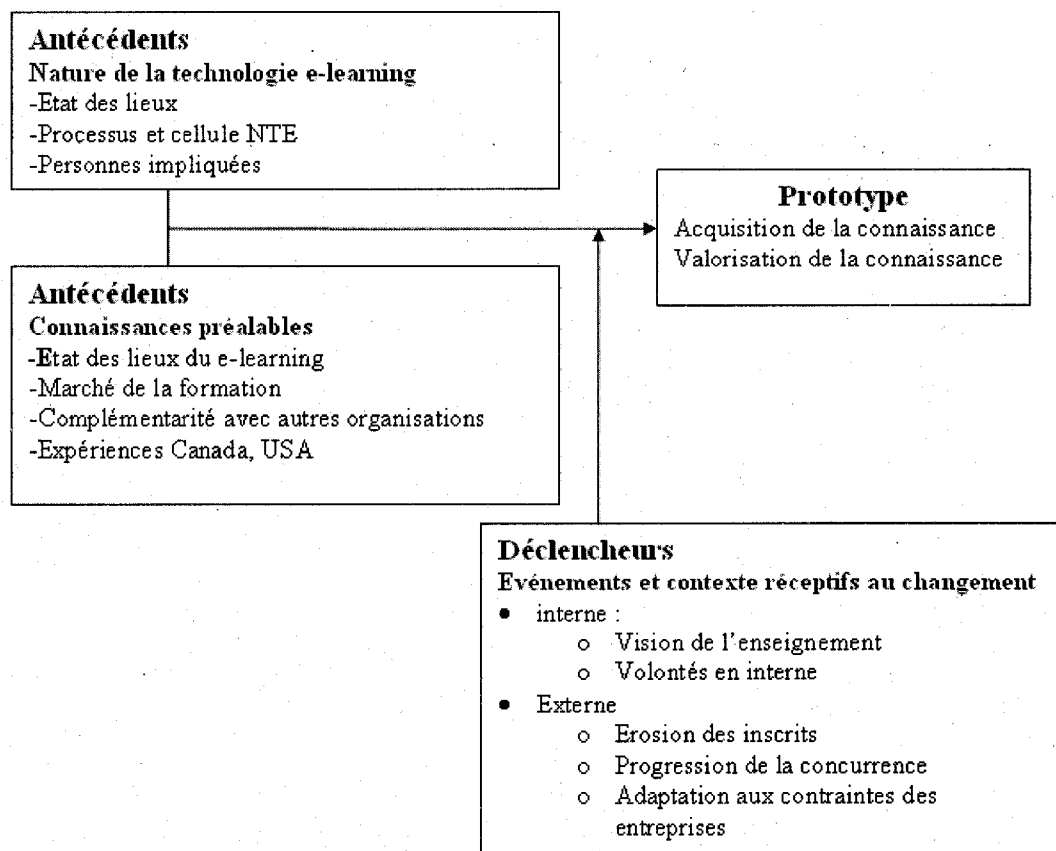 Antécédents
Nature de la technologie e-learning
-Etat des lieux
-Processus et cellule NTE
-Personnes impliquées
Prototype
Acquisition de la connaissance
Valorisation de la connaissance
Antécédents
Connaissances préalables
-Etat des lieux du e-learning
-Marché de la formation
-Complémentarité avec autres organisations
-Expériences Canada, USA
Déclencheurs
Evénements et contexte réceptifs au changement
• interne :
o Vision de l'enseignement
o Volontés en interne
• Externe
o Erosion des inscrits
o Progression de la concurrence
o Adaptation aux contraintes des
entreprises